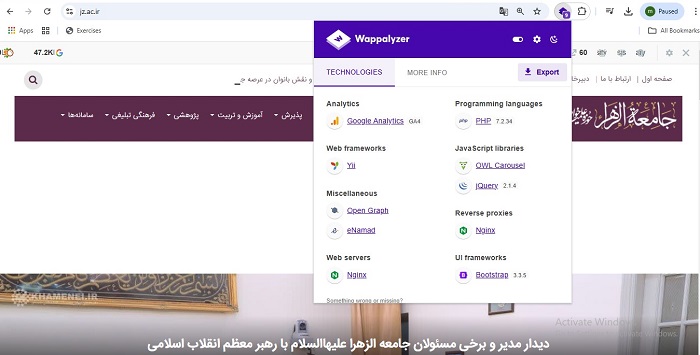 jz.ac.ir
m Paused
Apps
Exercises
All Bookmarks
47.2K
60
Wappalyzer
TECHNOLOGIES
MORE INFO
Export
Analytics
Google Analytics GA4
Web frameworks
Yii
Miscellaneous
Open Graph
eNamad
Web servers
Nginx
Programming languages
PHP 7.2.34
JavaScript libraries
OWL Carousel
jQuery 2.1.4
Reverse proxies
Nginx
UI frameworks
Bootstrap 3.3.5
Something wrong or missing?
صفحه اول
ارتباط با ما
دبیرخا
و نقش بانوان در عرصه جـ
جامعة الزهرا
پذیرش
آموزش و تربیت
پژوهشی
فرهنگی تبلیغی
سامانه‌ها
KHAMENEI.IR
Activate Windows
دیدار مدیر و برخی مسئولان جامعه الزهرا علیهاالسلام با رهبر معظم انقلاب اسلامی